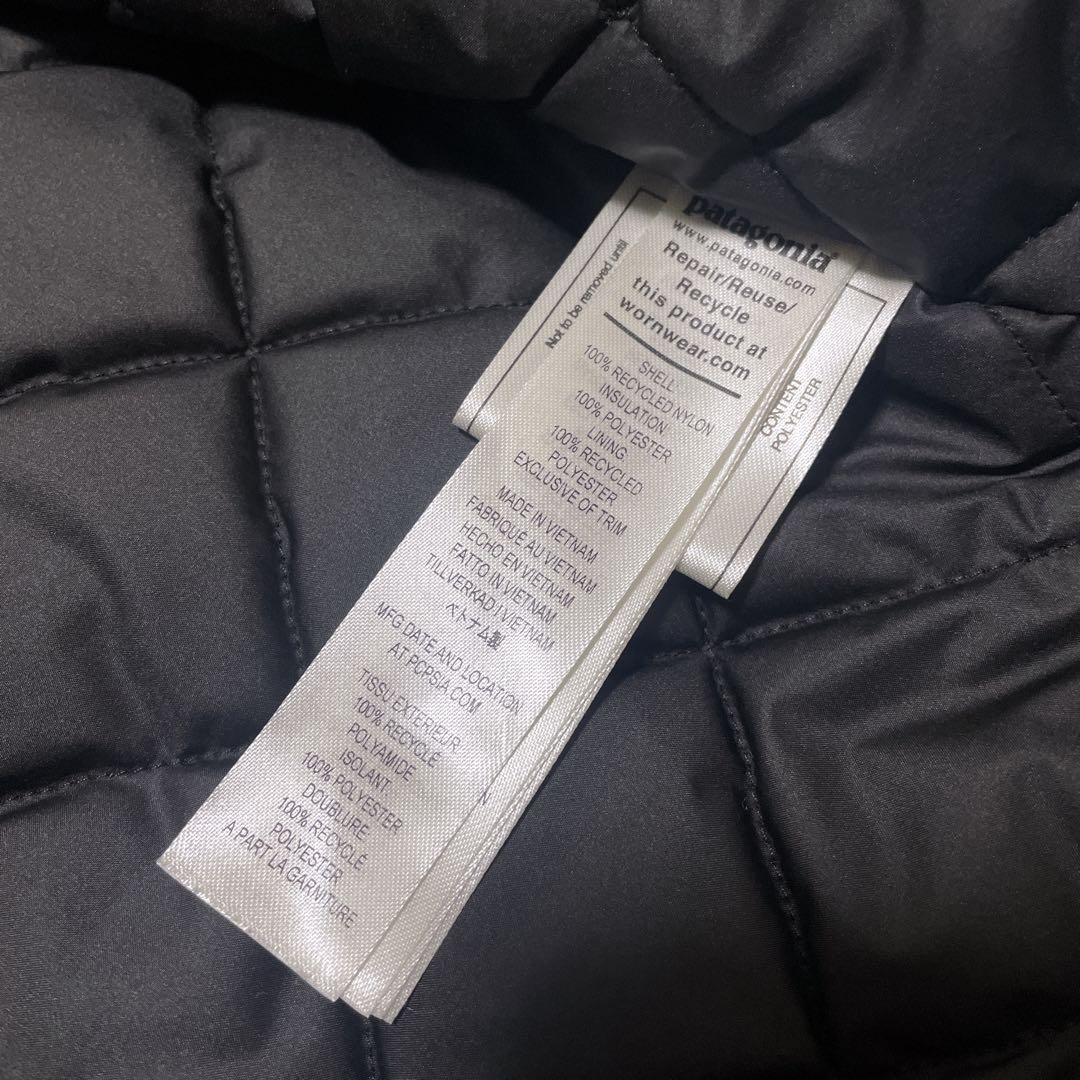 patagonia®
www.patagonia.com
Repair/Reuse/
Recycle
this product at
wornwear.com
SHELL
100% RECYCLED NYLON
INSULATION
100% POLYESTER
LINING
100% RECYCLED
POLYESTER
EXCLUSIVE OF TRIM
MADE IN VIETNAM
FABRIQUÉ AU VIETNAM
HECHO EN VIETNAM
FATTO IN VIETNAM
TILLVERKAD I VIETNAM
ベトナム製
MFG DATE AND LOCATION
AT PCPSIA.COM
TISSU EXTERIEUR
100% RECYCLÉ
POLYAMIDE
ISOLANT
100% POLYESTER
DOUBLURE
100% RECYCLÉ
POLYESTER
A PART LA GARNITURE
Not to be removed until
CONTENT
POLYESTER
N